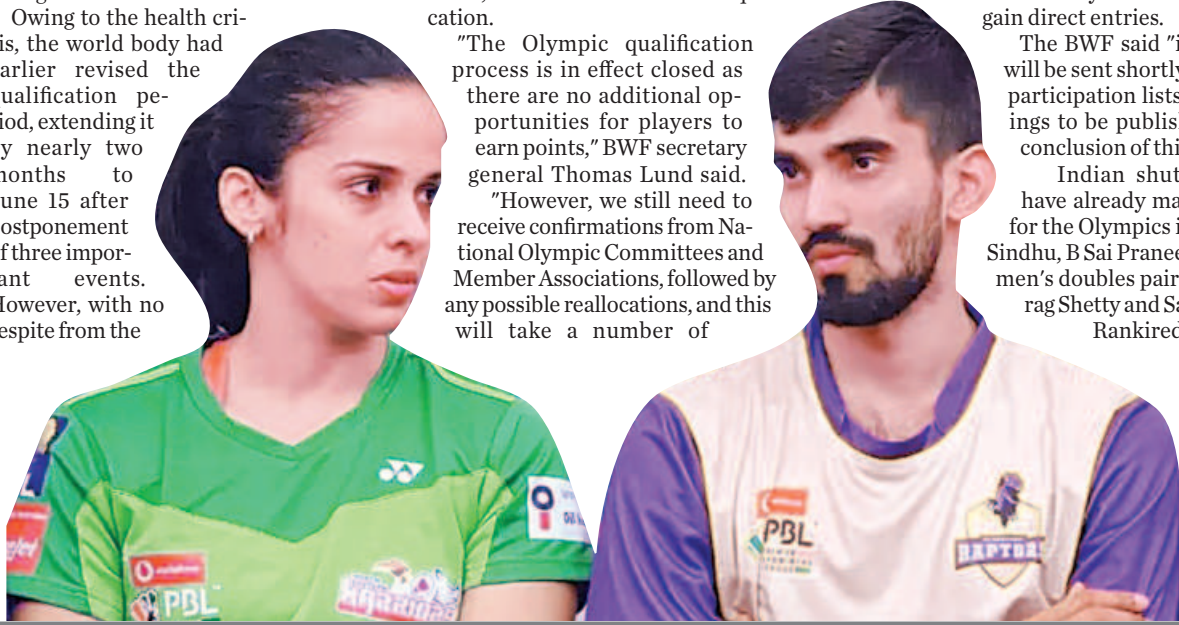 Owing to the health cri-
is, the world body had
arlier revised the
ualification pe-
iod, extending it
y nearly two
months to
une 15 after
ostponement
f three impor-
ant events.
However, with no
espite from the
cation.
"The Olympic qualification
process is in effect closed as
there are no additional op-
portunities for players to
earn points," BWF secretary
general Thomas Lund said.
"However, we still need to
receive confirmations from Na-
tional Olympic Committees and
Member Associations, followed by
any possible reallocations, and this
will take a number of
gain direct entries.
The BWF said "i
will be sent shortly
participation lists
ings to be publis
conclusion of thi
Indian shut
have already ma
for the Olympics i
Sindhu, B Sai Pranee
men's doubles pair
rag Shetty and Sa
Rankired
vodafone
PBL
PBL
RAPTORS